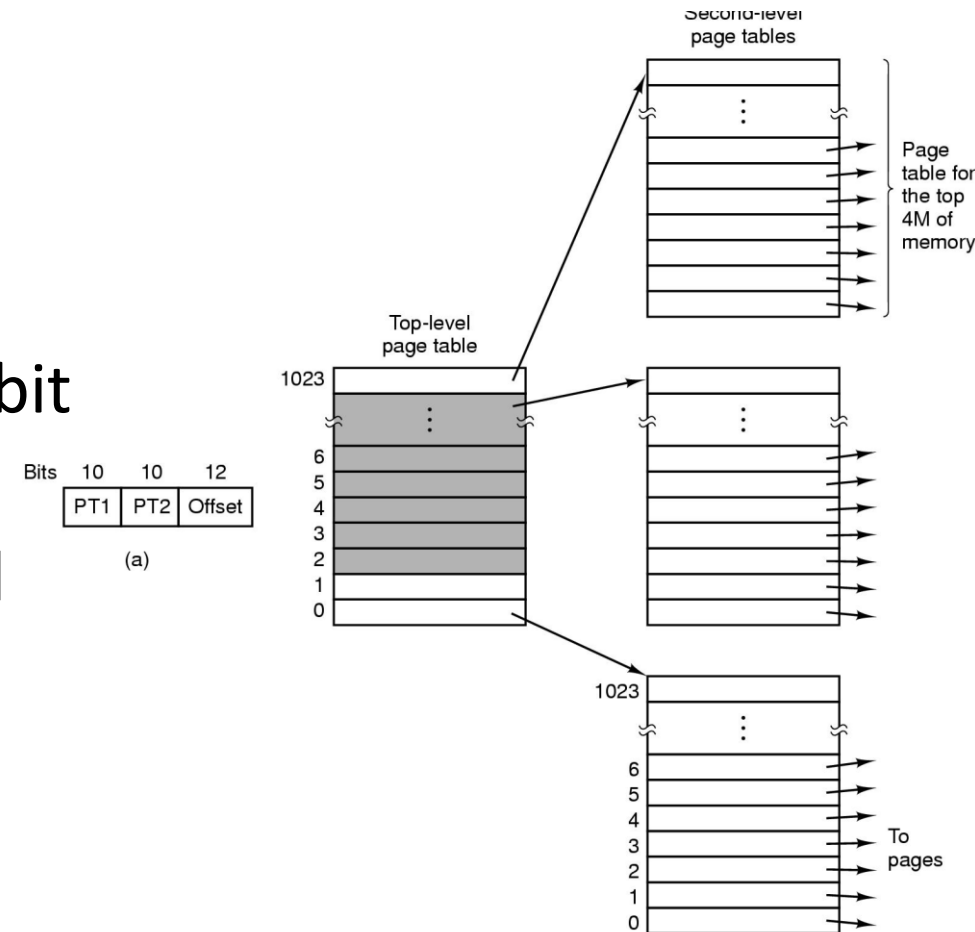 Second-level
page tables
Page
table for
the top
4M of
memory
Top-level
page table
1023
6
5
4
3
2
1
0
bit
Bits 10 10 12
PT1 PT2 Offset
(a)
1023
6
5
4
3
2
1
0
To
pages